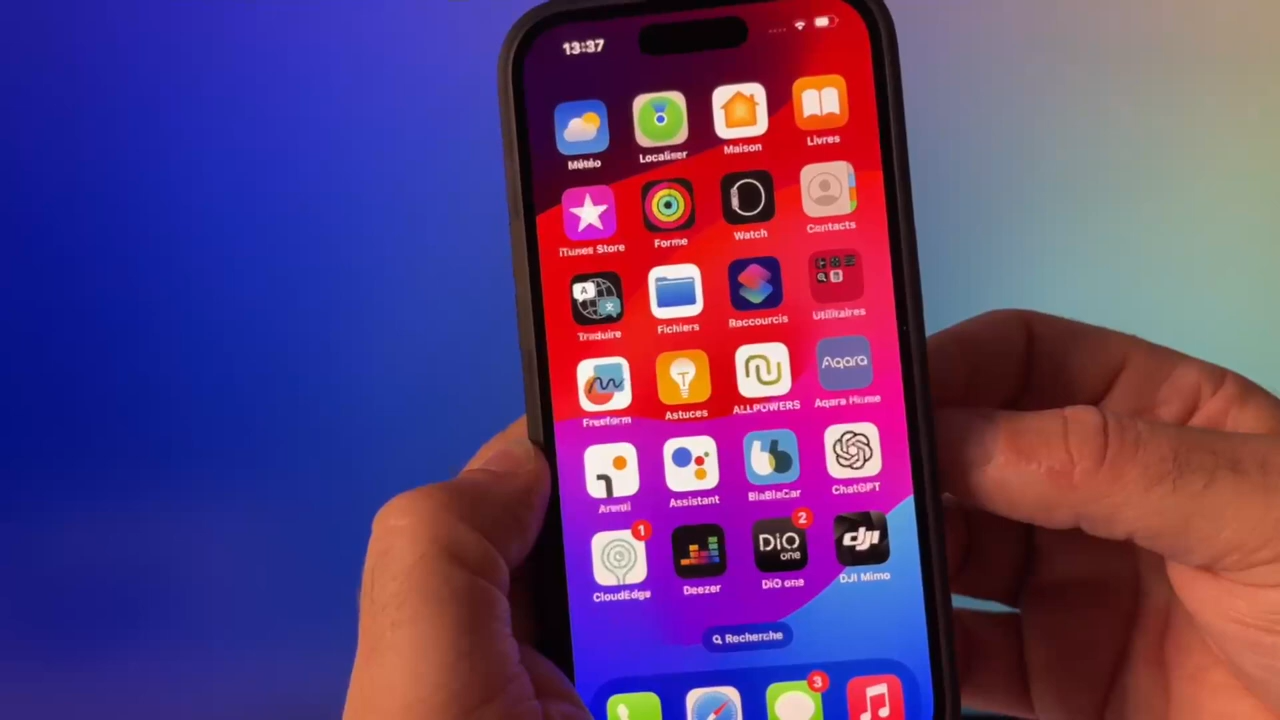 13:37
Météo
Localiser
Maison
Livres
iTunes Store
Forme
Watch
Contacts
Traduire
Fichiers
Raccourcis
Utilitaires
Freeform
Astuces
ALLPOWERS
Aqara
Aqara Home
Arenti
Assistant
BlaBlaCar
ChatGPT
1
2
DiO
one
dji
CloudEdge
Deezer
DiO one
DJI Mimo
Recherche
3